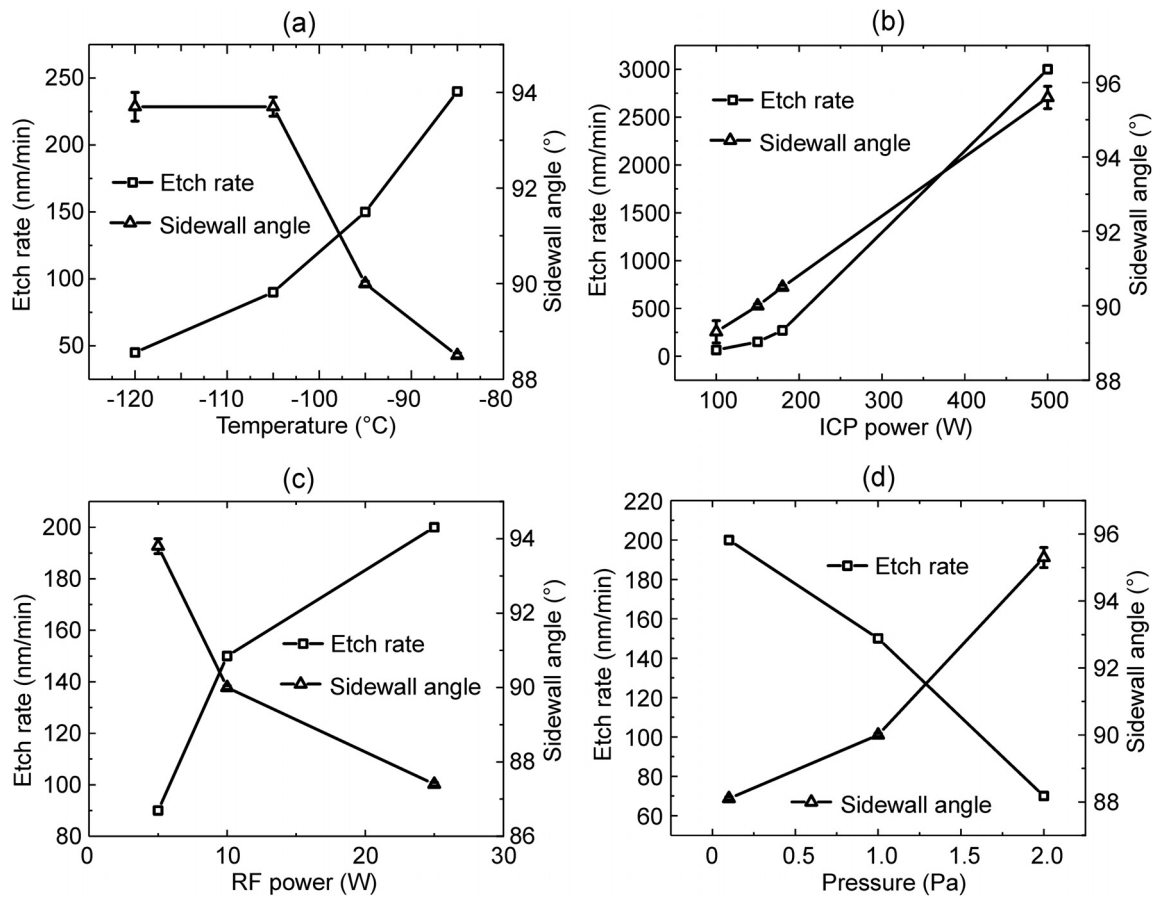 (a)
250
200
150
100
50
Etch rate (nm/min)
Etch rate
Sidewall angle
94
92
90
88
Sidewall angle (°)
-120
-110
-100
-90
-80
Temperature (°C)
(b)
3000
2500
2000
1500
1000
500
0
Etch rate (nm/min)
Etch rate
Sidewall angle
96
94
92
90
88
Sidewall angle (°)
100
200
300
400
500
ICP power (W)
(c)
200
180
160
140
120
100
80
Etch rate (nm/min)
Etch rate
Sidewall angle
94
92
90
88
86
Sidewall angle (°)
0
10
20
30
RF power (W)
(d)
220
200
180
160
140
120
100
80
60
Etch rate (nm/min)
Etch rate
Sidewall angle
96
94
92
90
88
Sidewall angle (°)
0
0.5
1.0
1.5
2.0
Pressure (Pa)